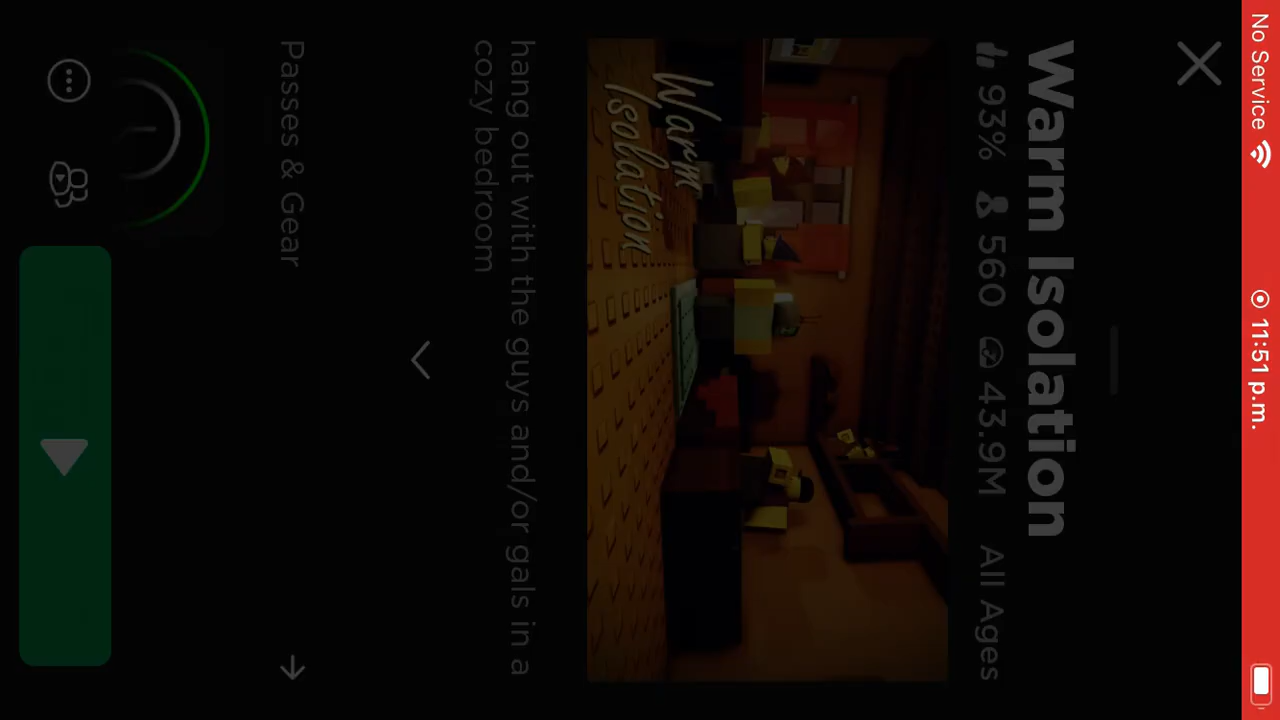 No Service
11:51 p.m.
Warm Isolation
93% 560 43.9M All Ages
Warm
Isolation
hang out with the guys and/or gals in a
cozy bedroom
Passes & Gear